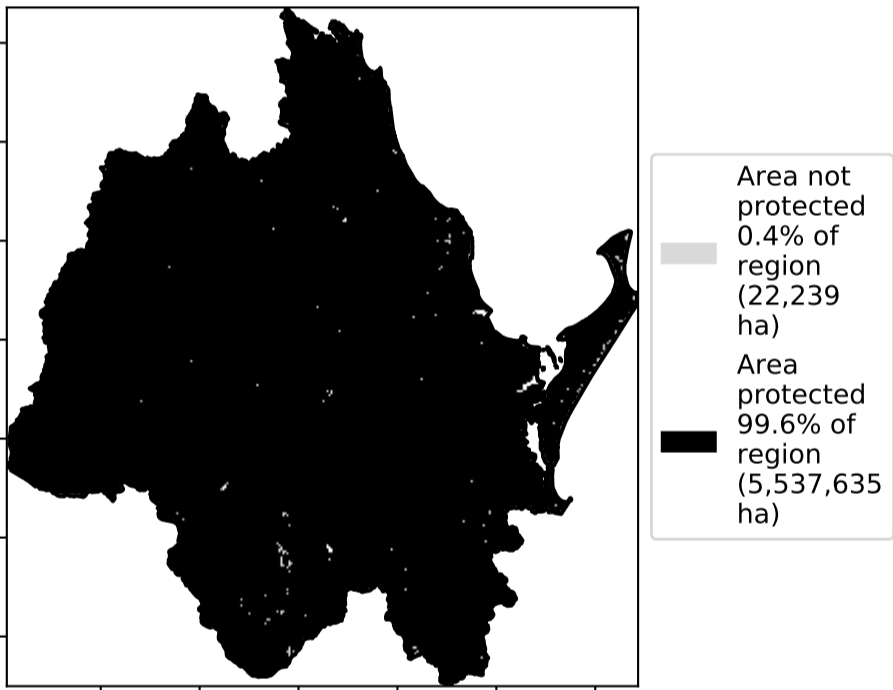 Area not
protected
0.4% of
region
(22,239
ha)
Area
protected
99.6% of
region
(5,537,635
ha)